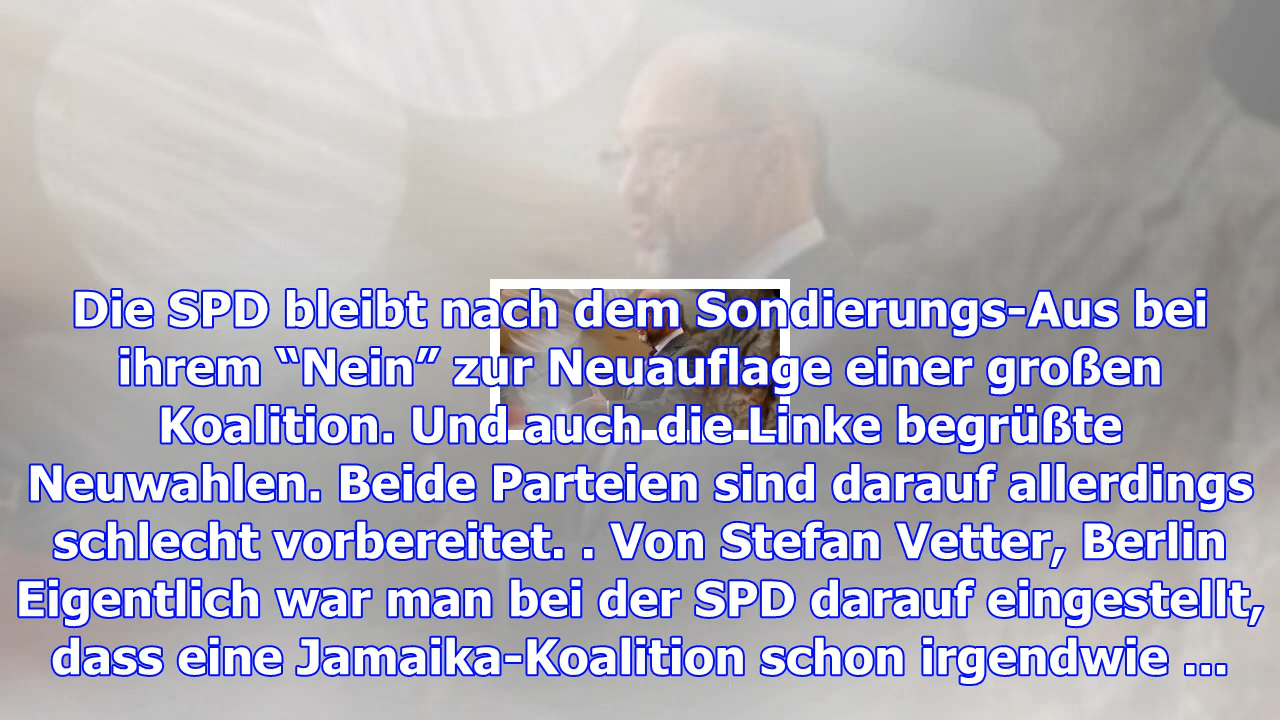 Die SPD bleibt nach dem Sondierungs-Aus bei
ihrem “Nein” zur Neuauflage einer großen
Koalition. Und auch die Linke begrüßte
Neuwahlen. Beide Parteien sind darauf allerdings
schlecht vorbereitet. . Von Stefan Vetter, Berlin
Eigentlich war man bei der SPD darauf eingestellt,
dass eine Jamaika-Koalition schon irgendwie ...